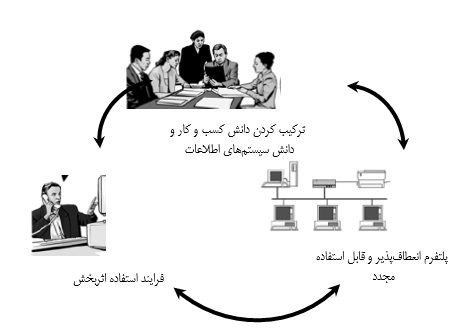 ترکیب کردن دانش کسب و کار و
دانش سیستم‌های اطلاعات
پلتفرم انعطاف‌پذیر و قابل استفاده
مجدد
فرایند استفاده اثربخش